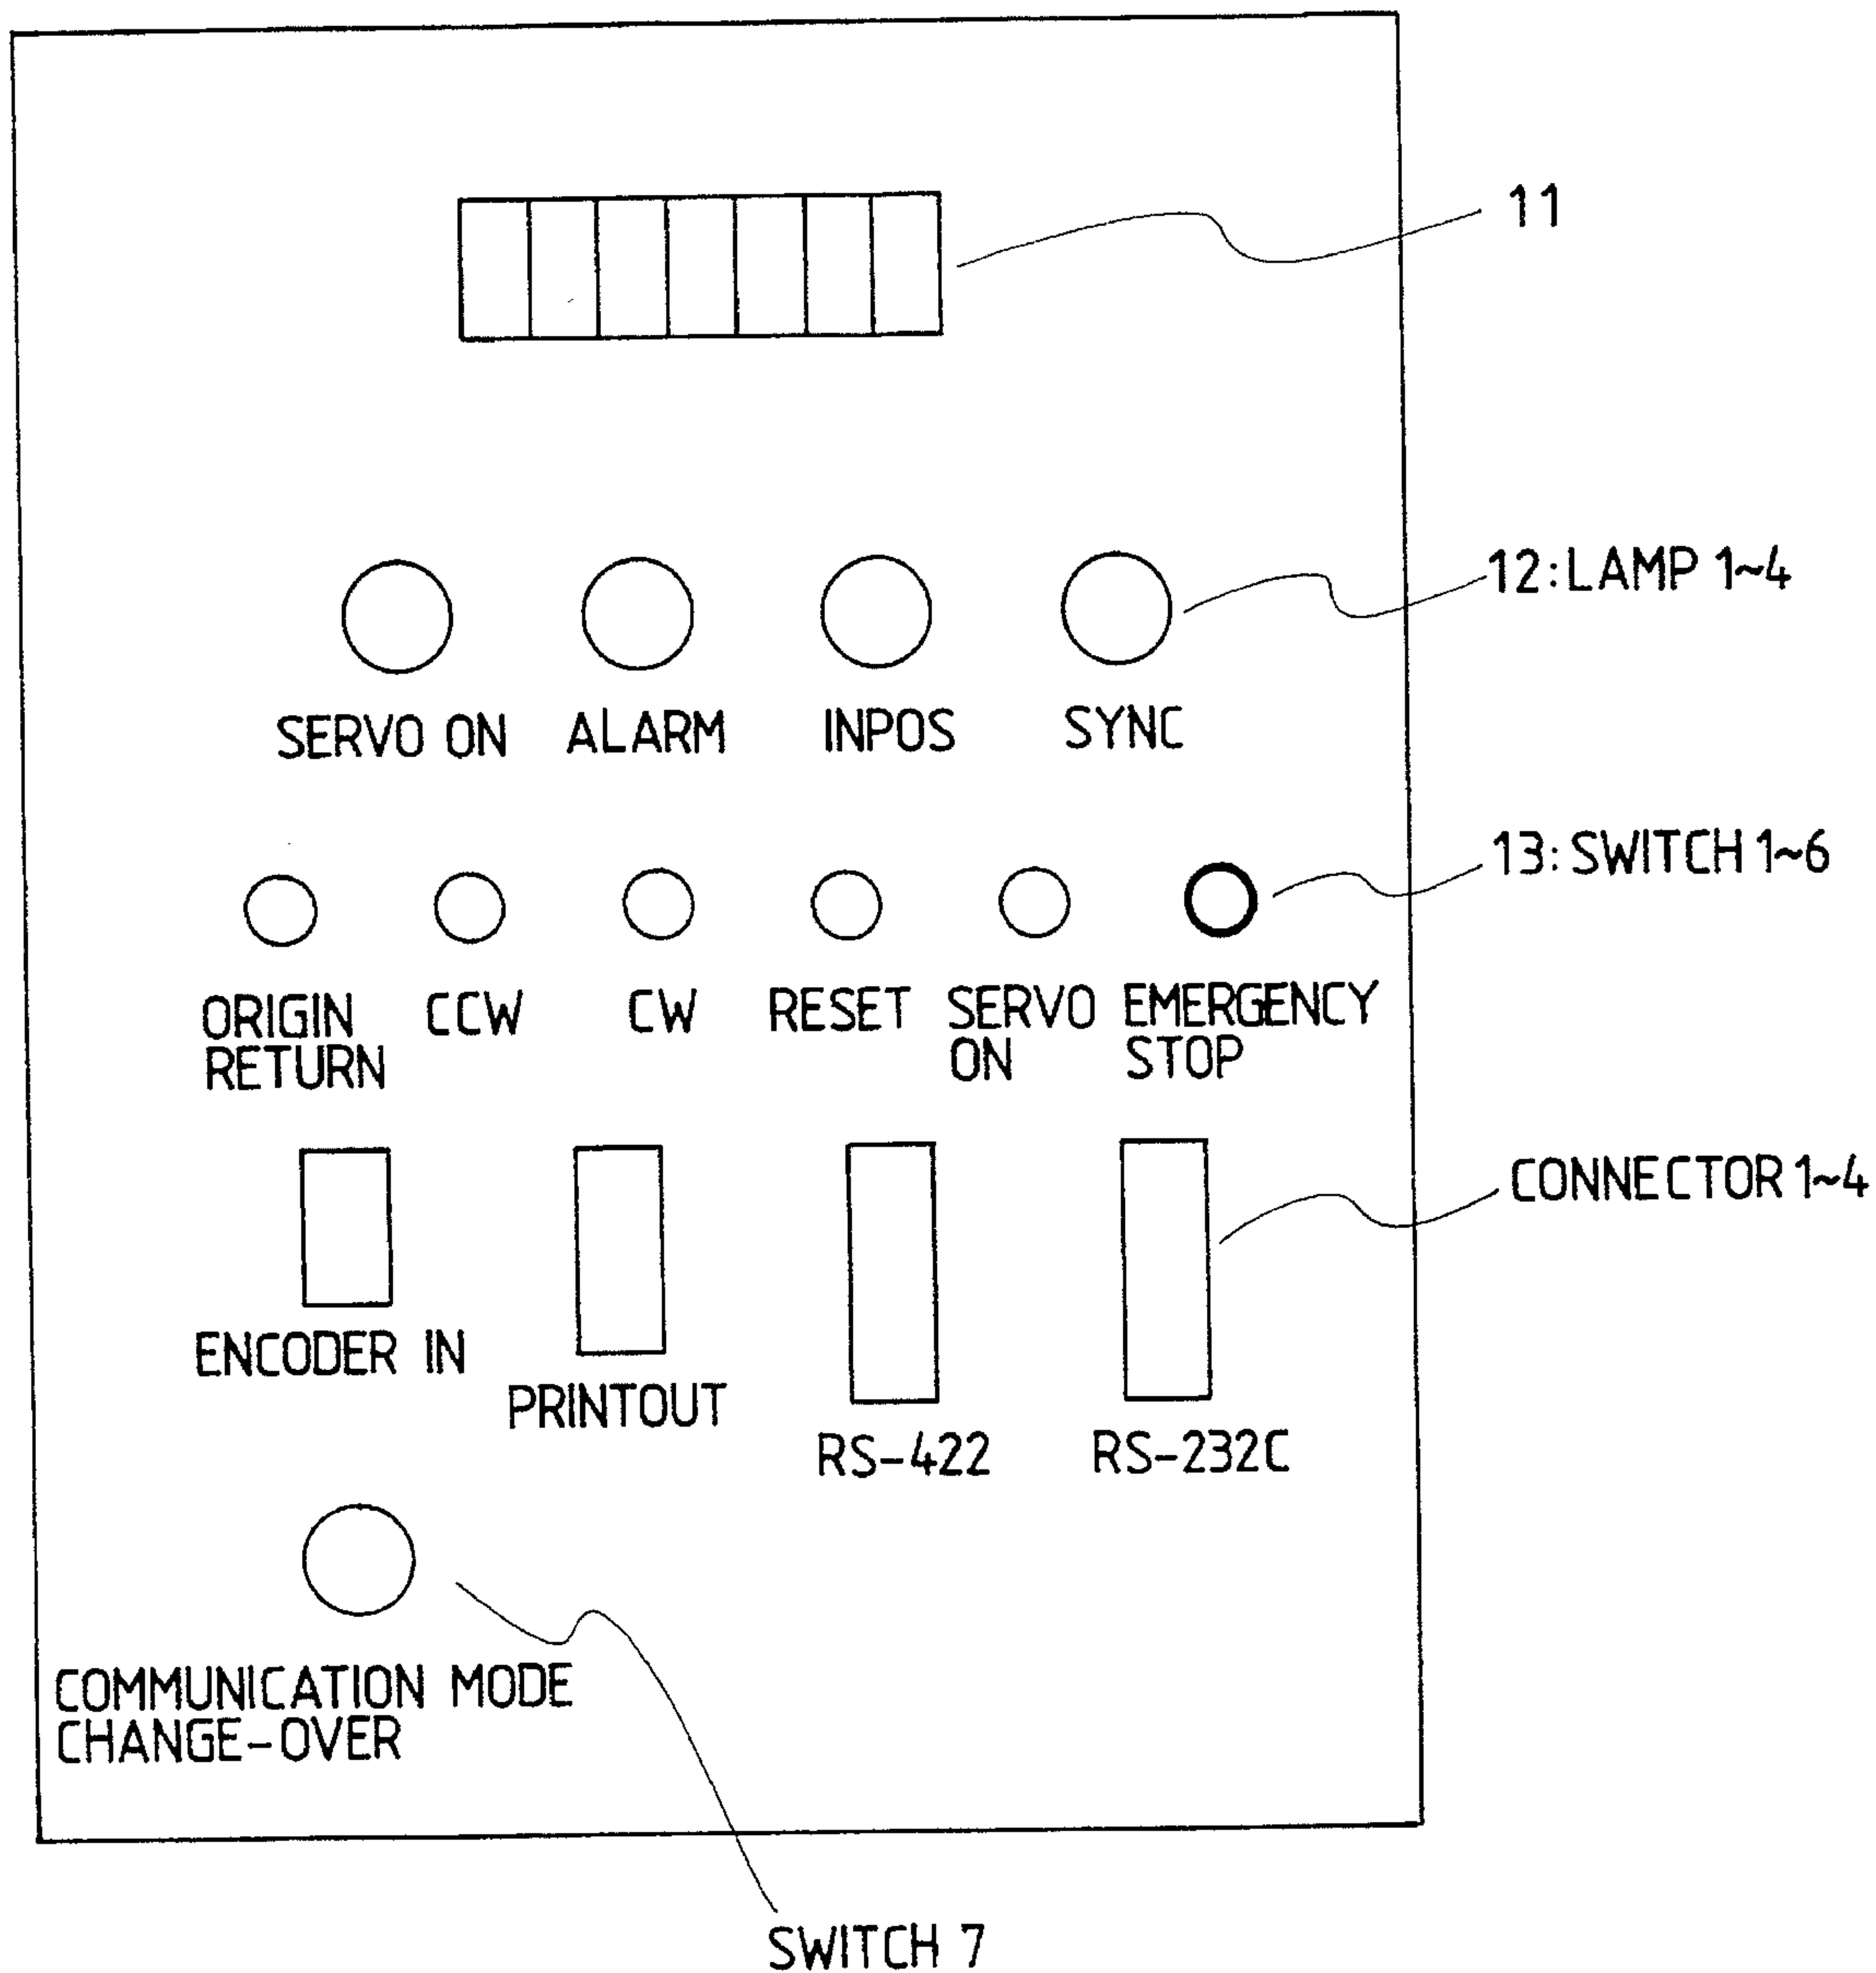 11
12:LAMP 1~4
SERVO ON ALARM INPOS SYNC
13:SWITCH 1~6
ORIGIN RETURN CCW CW RESET SERVO ON EMERGENCY STOP
CONNECTOR 1~4
ENCODER IN
PRINTOUT
RS-422
RS-232C
COMMUNICATION MODE
CHANGE-OVER
SWITCH 7